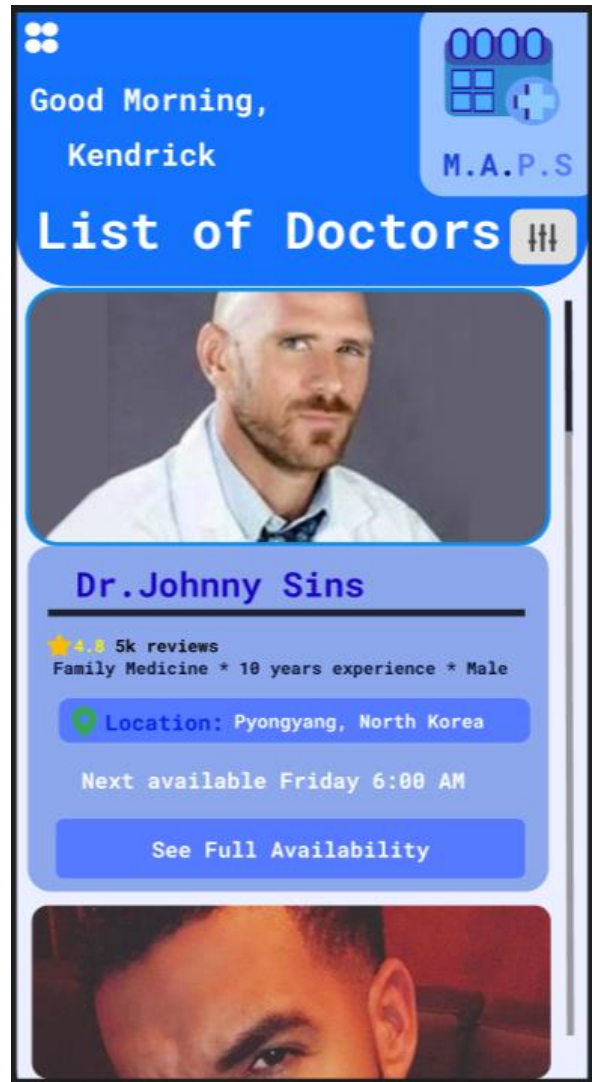 Good Morning,
Kendrick
M.A.P.S
List of Doctors
Dr.Johnny Sins
4.8 5k reviews
Family Medicine * 10 years experience * Male
Location: Pyongyang, North Korea
Next available Friday 6:00 AM
See Full Availability